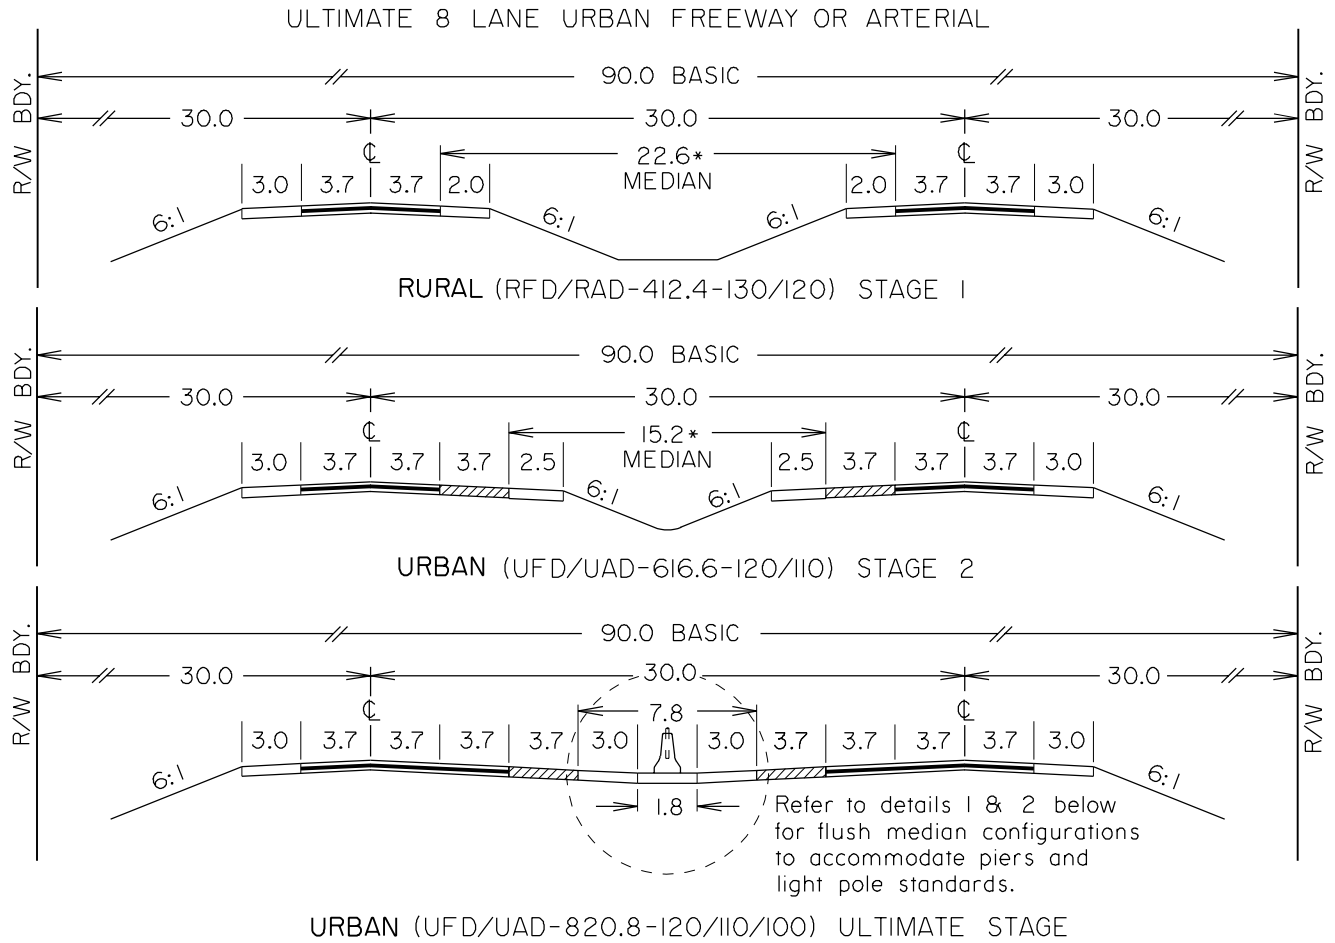 ULTIMATE 8 LANE URBAN FREEWAY OR ARTERIAL
R/W BDY.
90.0 BASIC
R/W BDY.
30.0
30.0
30.0
℄
22.6*
MEDIAN
℄
3.0 3.7 3.7 2.0
2.0 3.7 3.7 3.0
6:1
6:1
6:1
6:1
RURAL (RFD/RAD-412.4-130/120) STAGE 1
R/W BDY.
90.0 BASIC
R/W BDY.
30.0
30.0
30.0
℄
15.2*
MEDIAN
℄
3.0 3.7 3.7 3.7 2.5
2.5 3.7 3.7 3.7 3.0
6:1
6:1
6:1
6:1
URBAN (UFD/UAD-616.6-120/110) STAGE 2
R/W BDY.
90.0 BASIC
R/W BDY.
30.0
30.0
30.0
℄
7.8
℄
3.0 3.7 3.7 3.7 3.7 3.0
3.0 3.7 3.7 3.7 3.7 3.0
6:1
6:1
1.8
Refer to details 1 & 2 below
for flush median configurations
to accommodate piers and
light pole standards.
URBAN (UFD/UAD-820.8-120/110/100) ULTIMATE STAGE